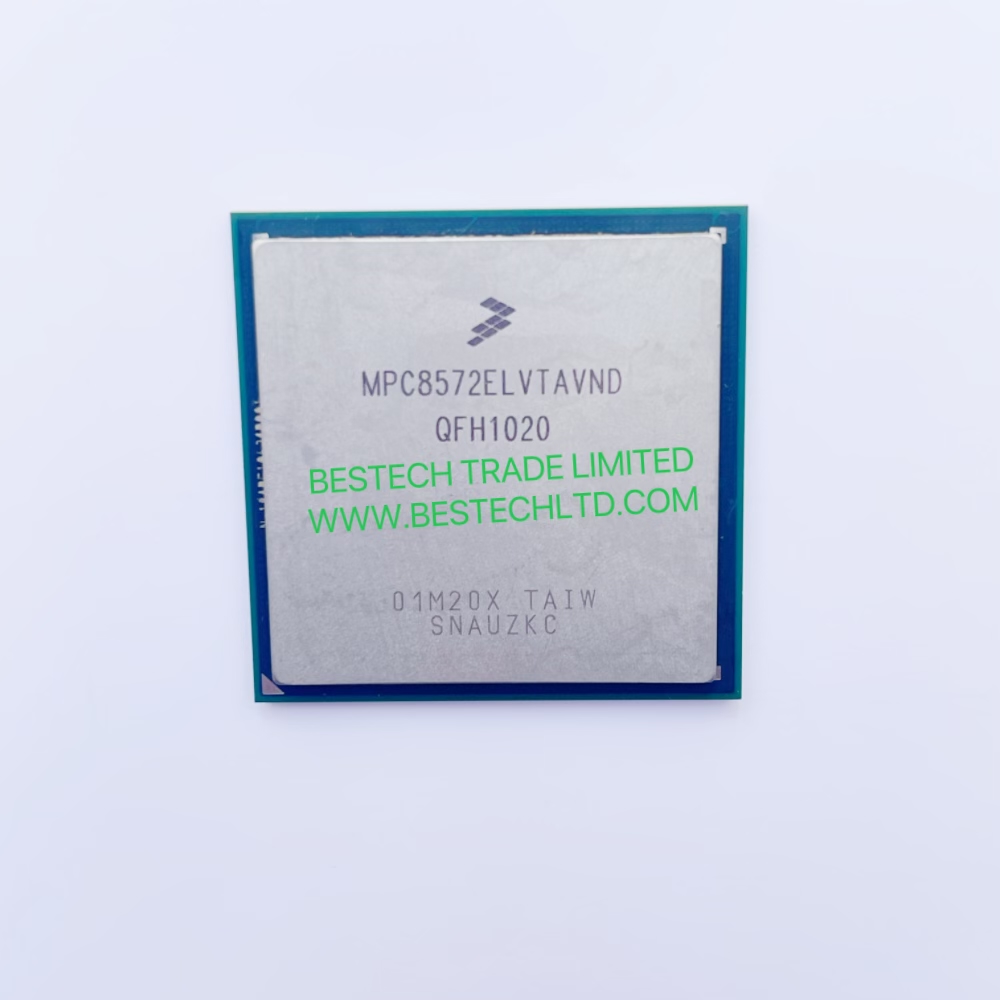 MPC8572ELVTAVND
QFH1020
BESTECH TRADE LIMITED
WWW.BESTECHLTD.COM
01M20X TAIW
SNAUZKC